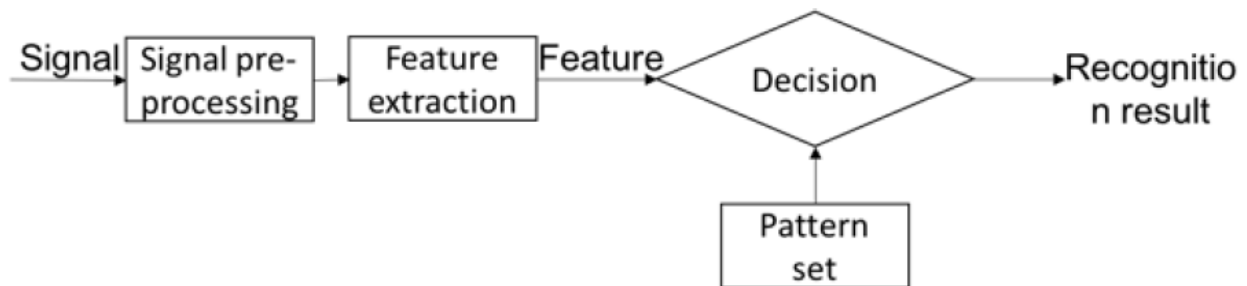 Signal
Signal pre-
processing
Feature
extraction
Feature
Decision
Recognitio
n result
Pattern
set